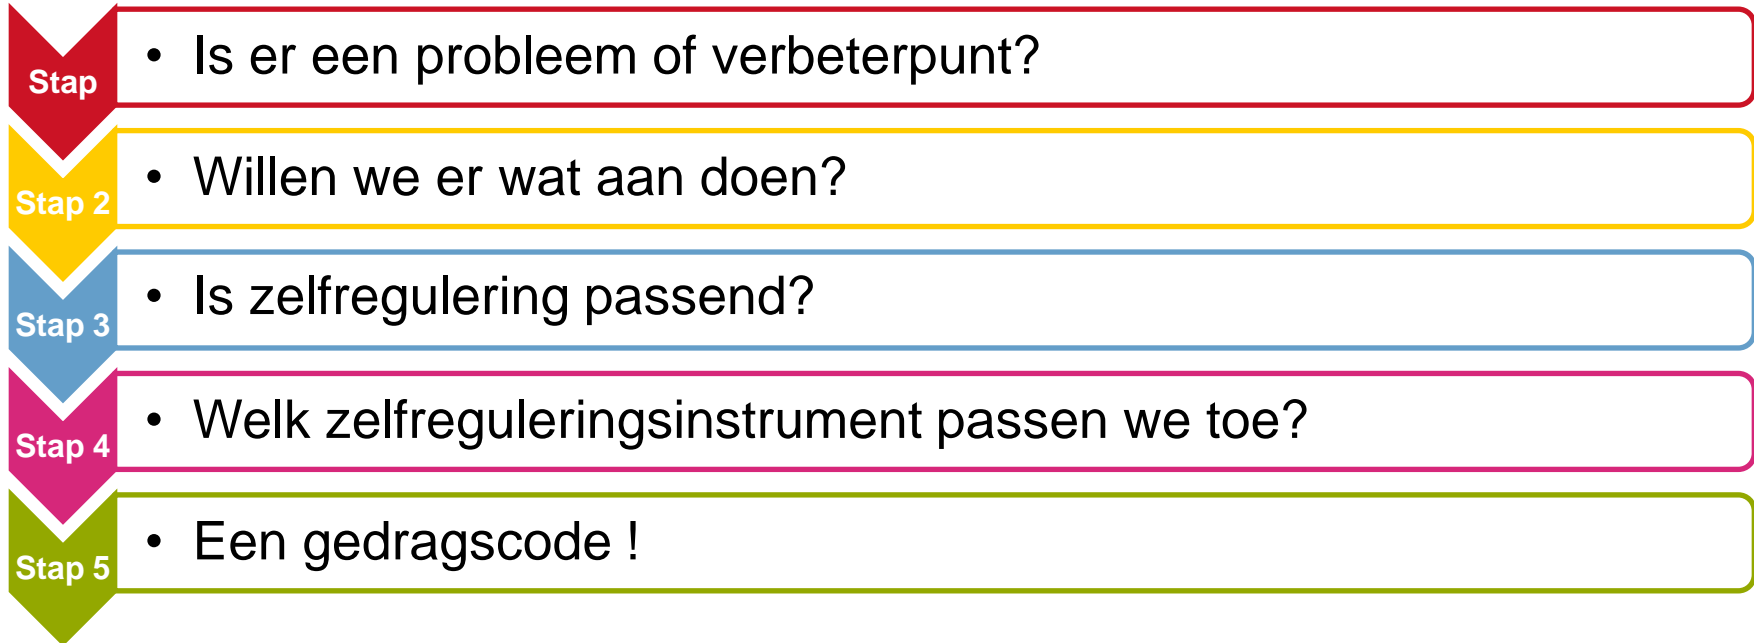 Stap
• Is er een probleem of verbeterpunt?
Stap 2
• Willen we er wat aan doen?
Stap 3
• Is zelfregulering passend?
Stap 4
• Welk zelfreguleringsinstrument passen we toe?
Stap 5
• Een gedragscode !